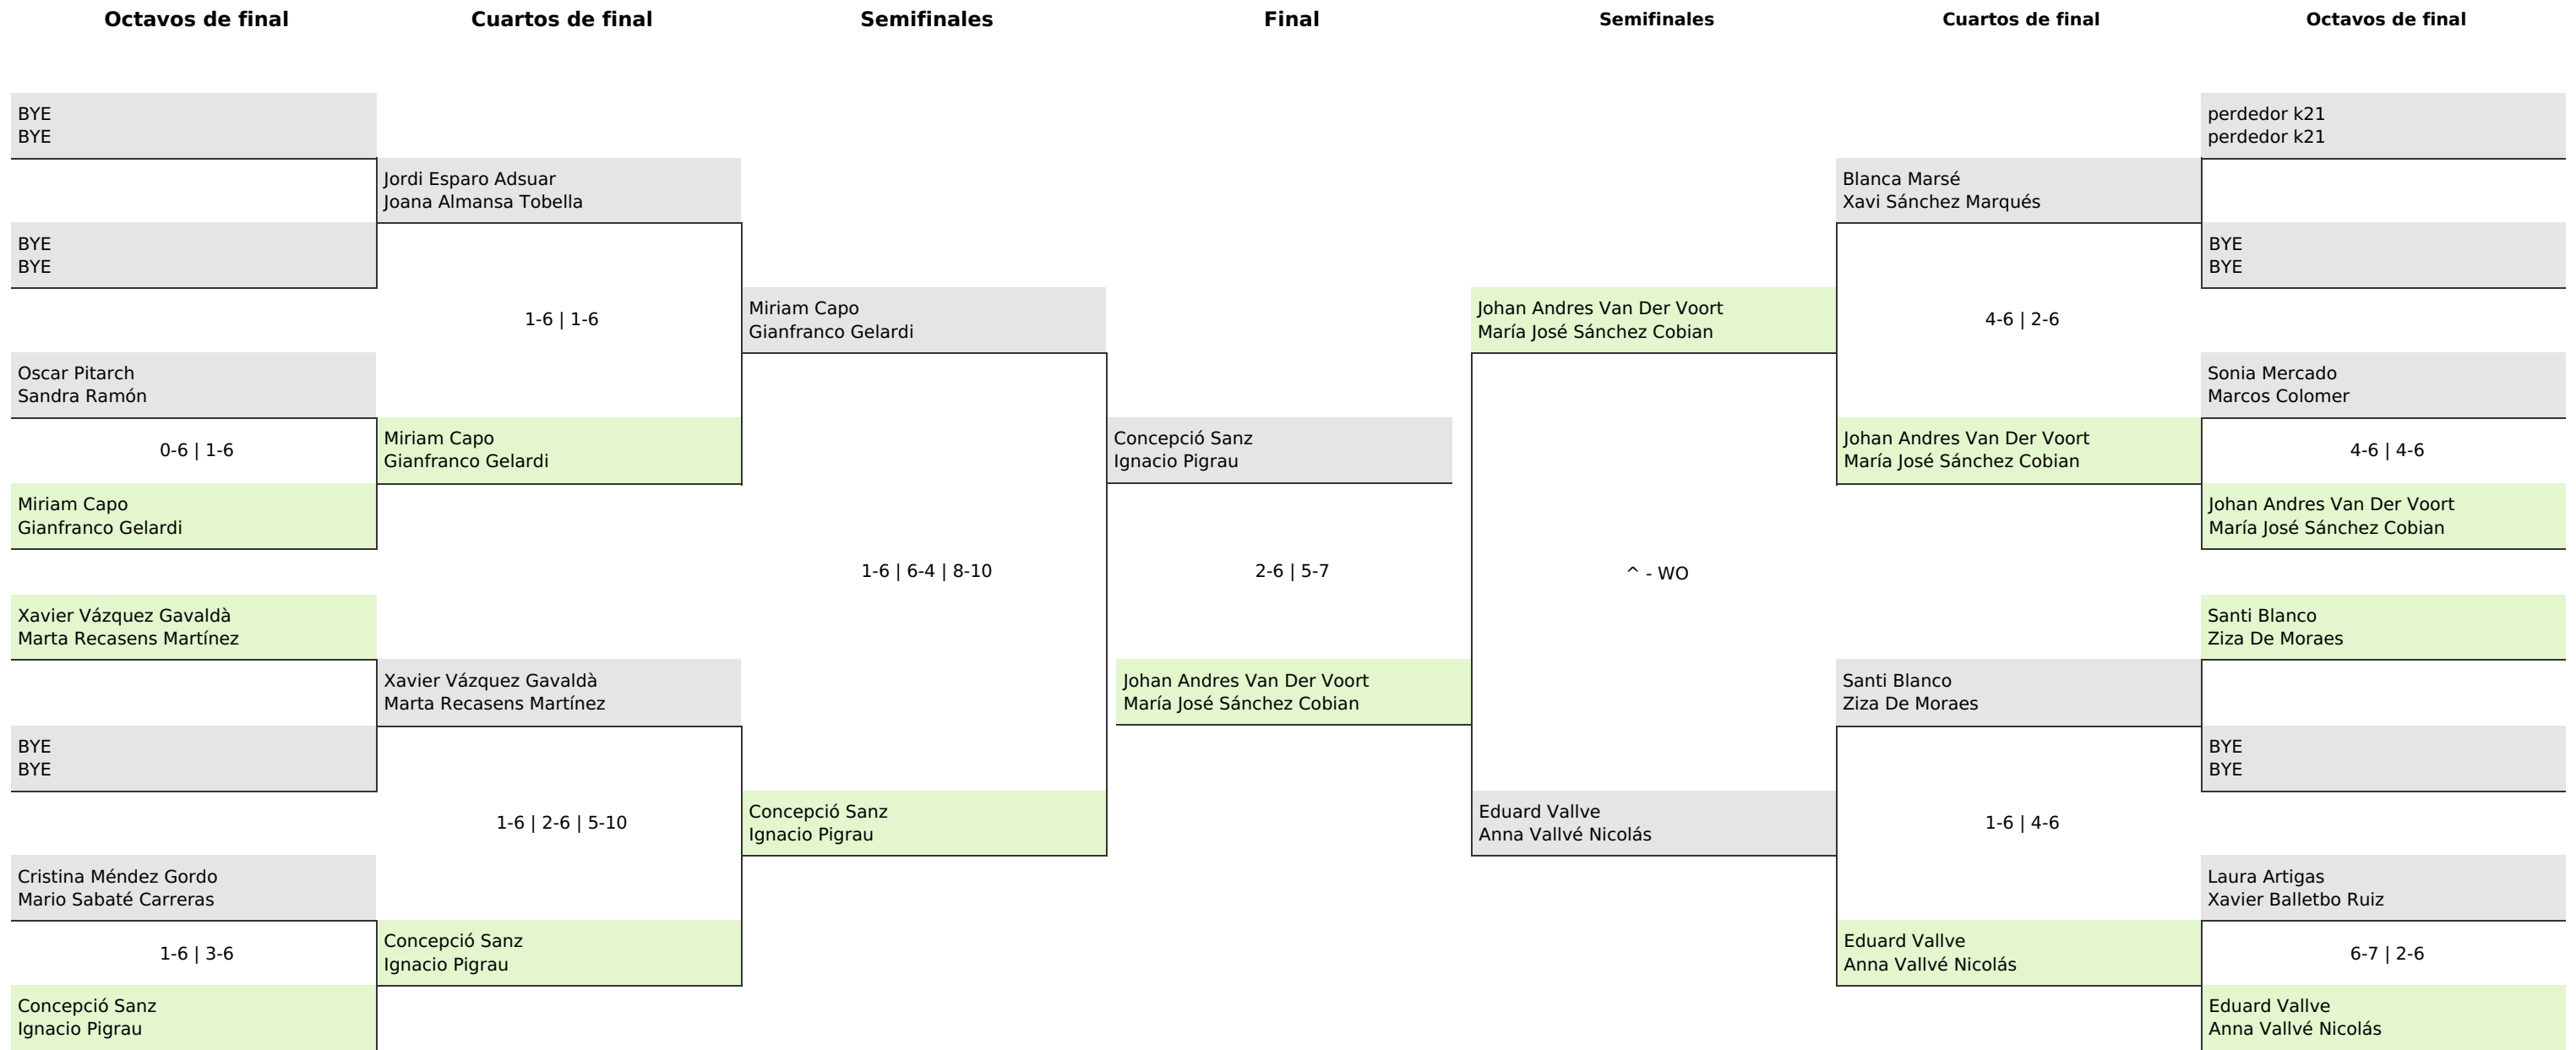 Octavos de final
Cuartos de final
Semifinales
Final
Semifinales
Cuartos de final
Octavos de final
BYE
BYE
BYE
BYE
Oscar Pitarch
Sandra Ramón
0-6 | 1-6
Miriam Capo
Gianfranco Gelardi
Xavier Vázquez Gavaldà
Marta Recasens Martínez
BYE
BYE
Cristina Méndez Gordo
Mario Sabaté Carreras
1-6 | 3-6
Concepció Sanz
Ignacio Pigrau
Jordi Esparo Adsuar
Joana Almansa Tobella
1-6 | 1-6
Miriam Capo
Gianfranco Gelardi
Xavier Vázquez Gavaldà
Marta Recasens Martínez
1-6 | 2-6 | 5-10
Concepció Sanz
Ignacio Pigrau
Miriam Capo
Gianfranco Gelardi
1-6 | 6-4 | 8-10
Concepció Sanz
Ignacio Pigrau
Concepció Sanz
Ignacio Pigrau
2-6 | 5-7
Johan Andres Van Der Voort
María José Sánchez Cobian
Johan Andres Van Der Voort
María José Sánchez Cobian
^ - WO
Eduard Vallve
Anna Vallvé Nicolás
Blanca Marsé
Xavi Sánchez Marqués
4-6 | 2-6
Johan Andres Van Der Voort
María José Sánchez Cobian
Santi Blanco
Ziza De Moraes
1-6 | 4-6
Eduard Vallve
Anna Vallvé Nicolás
perdedor k21
perdedor k21
BYE
BYE
Sonia Mercado
Marcos Colomer
4-6 | 4-6
Johan Andres Van Der Voort
María José Sánchez Cobian
Santi Blanco
Ziza De Moraes
BYE
BYE
Laura Artigas
Xavier Balletbo Ruiz
6-7 | 2-6
Eduard Vallve
Anna Vallvé Nicolás